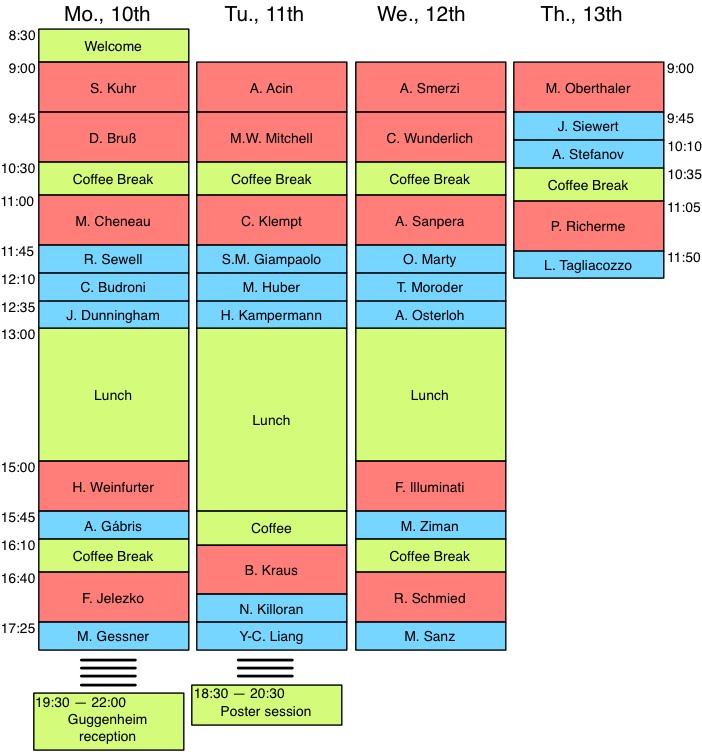 Mo., 10th
Tu., 11th
We., 12th
Th., 13th
8:30
Welcome
9:00
S. Kuhr
A. Acin
A. Smerzi
M. Oberthaler
9:00
9:45
D. Bruß
M.W. Mitchell
C. Wunderlich
J. Siewert
9:45
A. Stefanov
10:10
10:30
Coffee Break
Coffee Break
Coffee Break
Coffee Break
10:35
11:00
M. Cheneau
C. Klempt
A. Sanpera
P. Richerme
11:05
11:45
R. Sewell
S.M. Giampaolo
O. Marty
L. Tagliacozzo
11:50
12:10
C. Budroni
M. Huber
T. Moroder
12:35
J. Dunningham
H. Kampermann
A. Osterloh
13:00
Lunch
Lunch
Lunch
15:00
H. Weinfurter
F. Illuminati
15:45
A. Gábris
Coffee
M. Ziman
16:10
Coffee Break
B. Kraus
Coffee Break
16:40
F. Jelezko
N. Killoran
R. Schmied
17:25
M. Gessner
Y-C. Liang
M. Sanz
19:30 — 22:00
Guggenheim
reception
18:30 — 20:30
Poster session